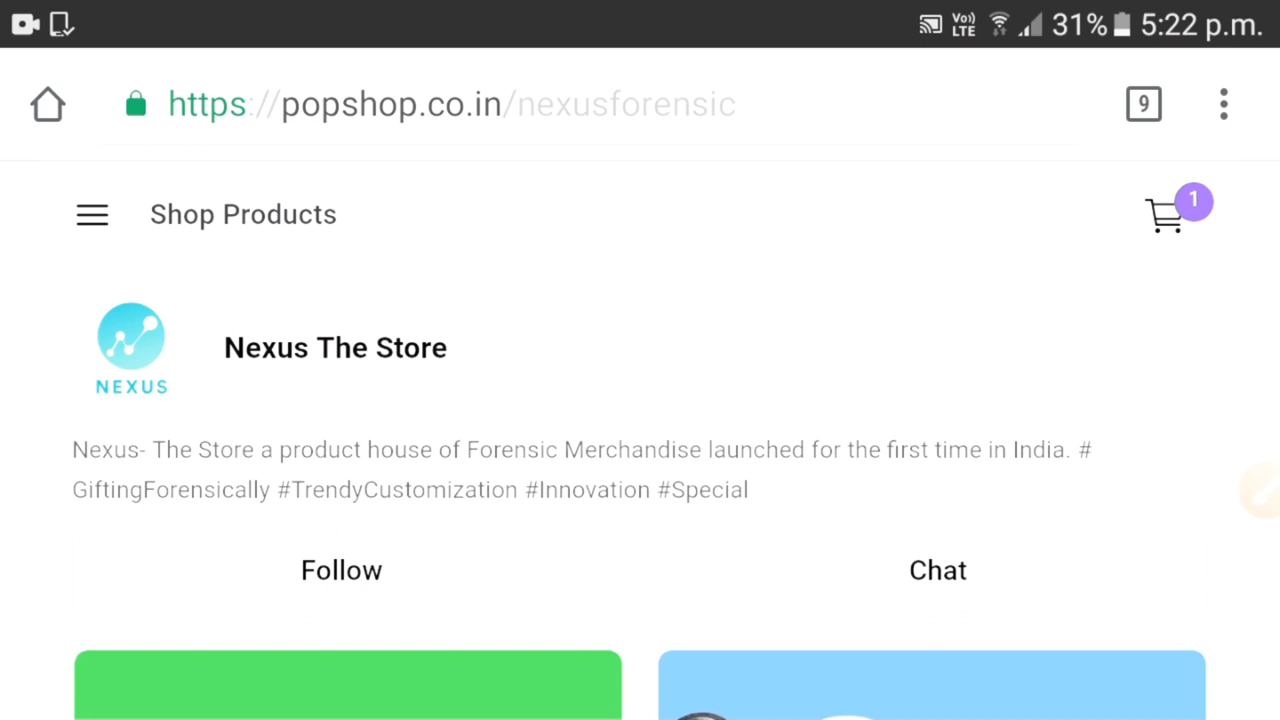 Vo) LTE 31% 5:22 p.m.
https://popshop.co.in/nexusforensic 9
Shop Products 1
NEXUS
Nexus The Store
Nexus- The Store a product house of Forensic Merchandise launched for the first time in India. #
GiftingForensically #TrendyCustomization #Innovation #Special
Follow Chat